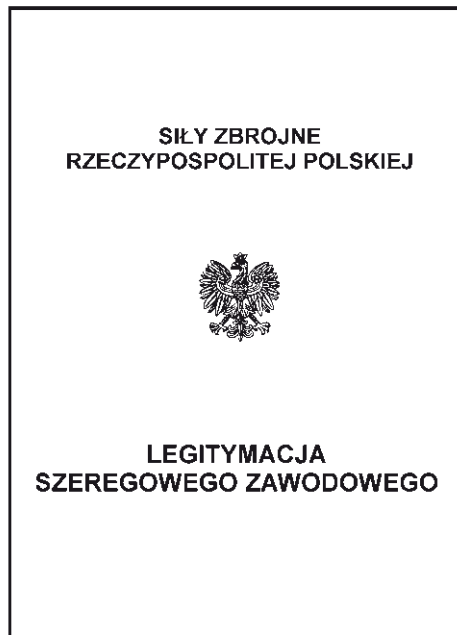 SIŁY ZBROJNE
RZECZYPOSPOLITEJ POLSKIEJ
LEGITYMACJA
SZEREGOWEGO ZAWODOWEGO